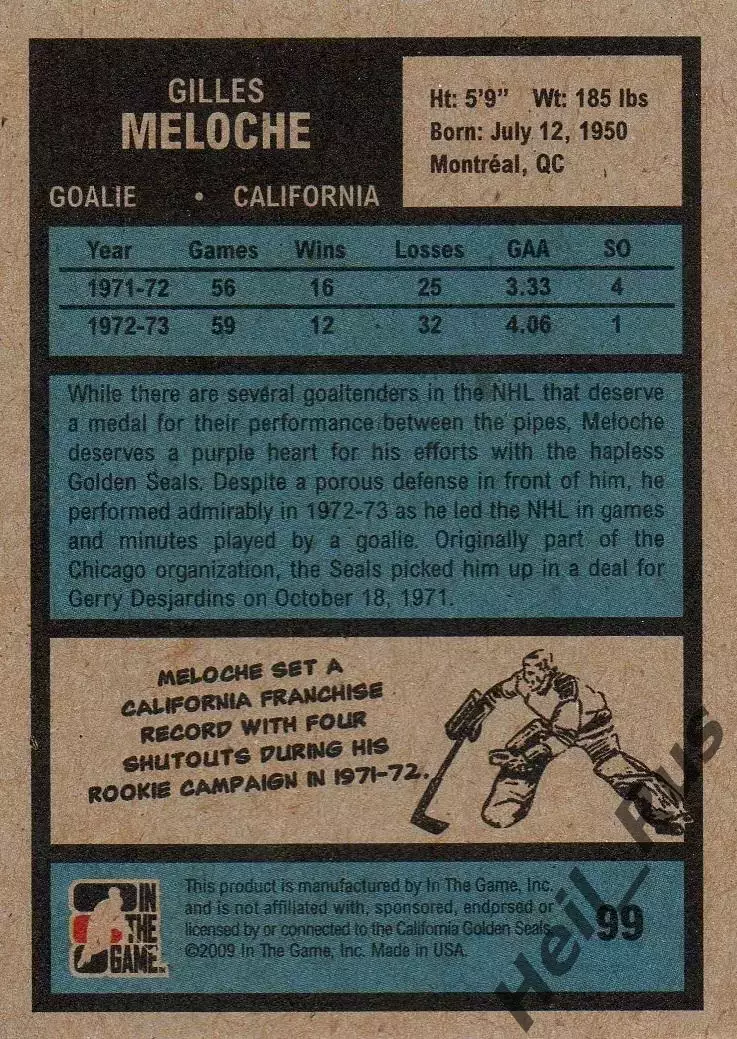 GILLES
MELOCHE
GOALIE • CALIFORNIA
Ht: 5'9" Wt: 185 lbs
Born: July 12, 1950
Montréal, QC
Year Games Wins Losses GAA SO
1971-72 56 16 25 3.33 4
1972-73 59 12 32 4.06 1
While there are several goaltenders in the NHL that deserve
a medal for their performance between the pipes, Meloche
deserves a purple heart for his efforts with the hapless
Golden Seals. Despite a porous defense in front of him, he
performed admirably in 1972-73 as he led the NHL in games
and minutes played by a goalie. Originally part of the
Chicago organization, the Seals picked him up in a deal for
Gerry Desjardins on October 18, 1971.
MELOCHE SET A
CALIFORNIA FRANCHISE
RECORD WITH FOUR
SHUTOUTS DURING HIS
ROOKIE CAMPAIGN IN 1971-72.
IN
THE
GAME
This product is manufactured by In The Game, Inc.
and is not affiliated with, sponsored, endorsed or
licensed by or connected to the California Golden Seals.
©2009 In The Game, Inc. Made in USA.
99
Heil_Rus